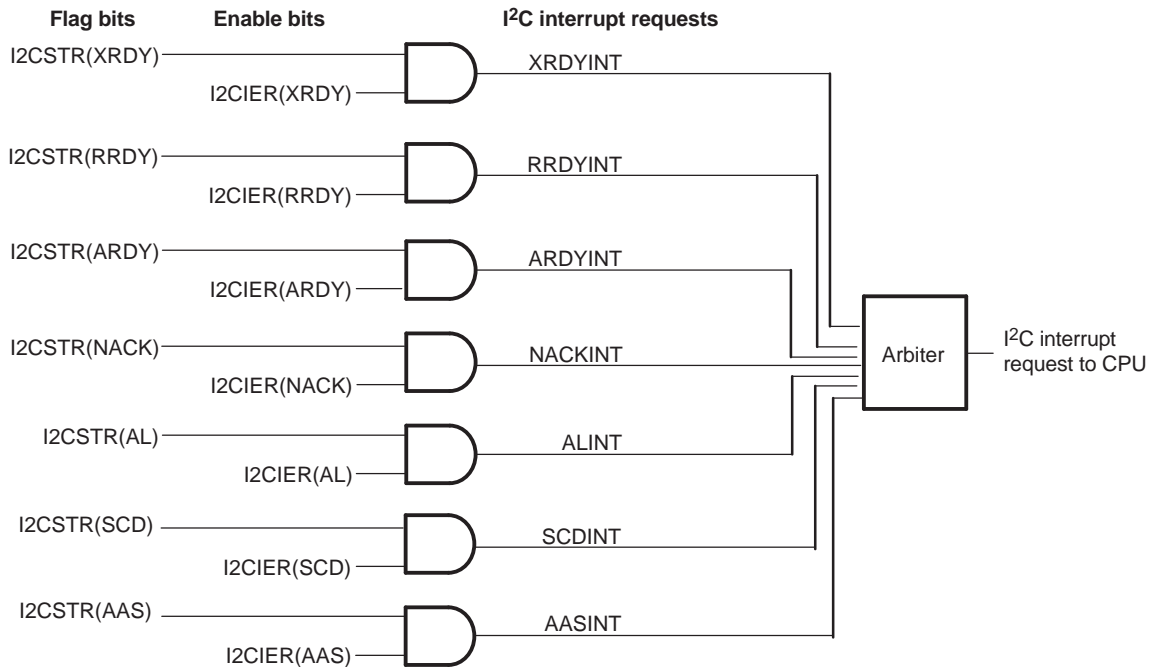 Flag bits Enable bits I2C interrupt requests
I2CSTR(XRDY)
XRDYINT
I2CIER(XRDY)
I2CSTR(RRDY)
RRDYINT
I2CIER(RRDY)
I2CSTR(ARDY)
ARDYINT
I2CIER(ARDY)
I2CSTR(NACK)
NACKINT
I2CIER(NACK)
Arbiter
I2C interrupt
request to CPU
I2CSTR(AL)
ALINT
I2CIER(AL)
I2CSTR(SCD)
SCDINT
I2CIER(SCD)
I2CSTR(AAS)
AASINT
I2CIER(AAS)